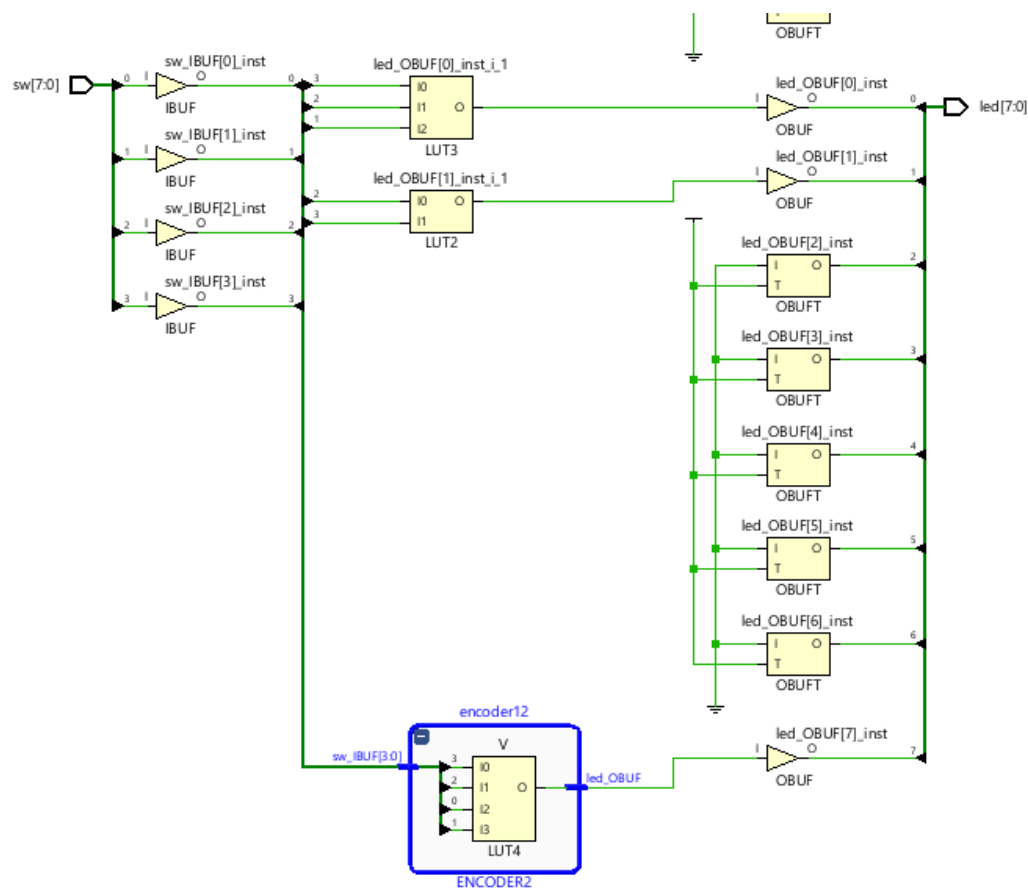 OBUFT
sw[7:0]
0
I
sw_IBUF[0]_inst
O
IBUF
0
1
I
sw_IBUF[1]_inst
O
IBUF
1
2
I
sw_IBUF[2]_inst
O
IBUF
2
3
I
sw_IBUF[3]_inst
O
IBUF
3
led_OBUF[0]_inst_i_1
3
I0
2
I1
O
1
I2
LUT3
led_OBUF[1]_inst_i_1
2
I0
O
3
I1
LUT2
led_OBUF[0]_inst
I
O
OBUF
0
led[7:0]
led_OBUF[1]_inst
I
O
OBUF
1
led_OBUF[2]_inst
I
O
T
OBUFT
2
led_OBUF[3]_inst
I
O
T
OBUFT
3
led_OBUF[4]_inst
I
O
T
OBUFT
4
led_OBUF[5]_inst
I
O
T
OBUFT
5
led_OBUF[6]_inst
I
O
T
OBUFT
6
encoder12
sw_IBUF[3:0]
V
3
I0
2
I1
O
0
I2
1
I3
LUT4
led_OBUF
ENCODER2
led_OBUF[7]_inst
I
O
OBUF
7